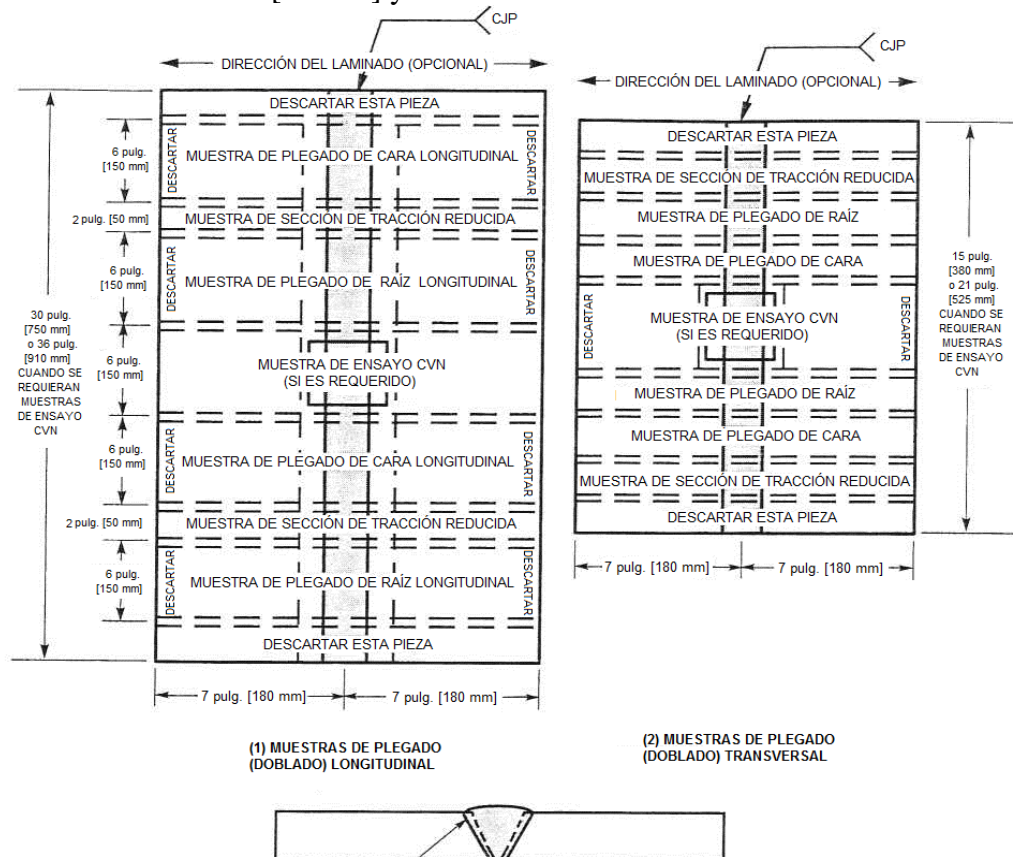 CJP
DIRECCIÓN DEL LAMINADO (OPCIONAL)
DESCARTAR ESTA PIEZA
6 pulg.
[150 mm]
DESCARTAR
MUESTRA DE PLEGADO DE CARA LONGITUDINAL
DESCARTAR
2 pulg. [50 mm]
MUESTRA DE SECCIÓN DE TRACCIÓN REDUCIDA
6 pulg.
[150 mm]
DESCARTAR
MUESTRA DE PLEGADO DE RAÍZ LONGITUDINAL
DESCARTAR
30 pulg.
[750 mm]
o 36 pulg.
[910 mm]
CUANDO SE
REQUIERAN
MUESTRAS
DE ENSAYO
CVN
6 pulg.
[150 mm]
MUESTRA DE ENSAYO CVN
(SI ES REQUERIDO)
6 pulg.
[150 mm]
DESCARTAR
MUESTRA DE PLEGADO DE CARA LONGITUDINAL
DESCARTAR
2 pulg. [50 mm]
MUESTRA DE SECCIÓN DE TRACCIÓN REDUCIDA
6 pulg.
[150 mm]
DESCARTAR
MUESTRA DE PLEGADO DE RAÍZ LONGITUDINAL
DESCARTAR
DESCARTAR ESTA PIEZA
7 pulg. [180 mm]
7 pulg. [180 mm]
(1) MUESTRAS DE PLEGADO
(DOBLADO) LONGITUDINAL
CJP
DIRECCIÓN DEL LAMINADO (OPCIONAL)
DESCARTAR ESTA PIEZA
MUESTRA DE SECCIÓN DE TRACCIÓN REDUCIDA
MUESTRA DE PLEGADO DE RAÍZ
MUESTRA DE PLEGADO DE CARA
DESCARTAR
MUESTRA DE ENSAYO CVN
(SI ES REQUERIDO)
DESCARTAR
MUESTRA DE PLEGADO DE RAÍZ
MUESTRA DE PLEGADO DE CARA
MUESTRA DE SECCIÓN DE TRACCIÓN REDUCIDA
DESCARTAR ESTA PIEZA
15 pulg.
[380 mm]
o 21 pulg.
[525 mm]
CUANDO SE
REQUIERAN
MUESTRAS
DE ENSAYO
CVN
7 pulg. [180 mm]
7 pulg. [180 mm]
(2) MUESTRAS DE PLEGADO
(DOBLADO) TRANSVERSAL